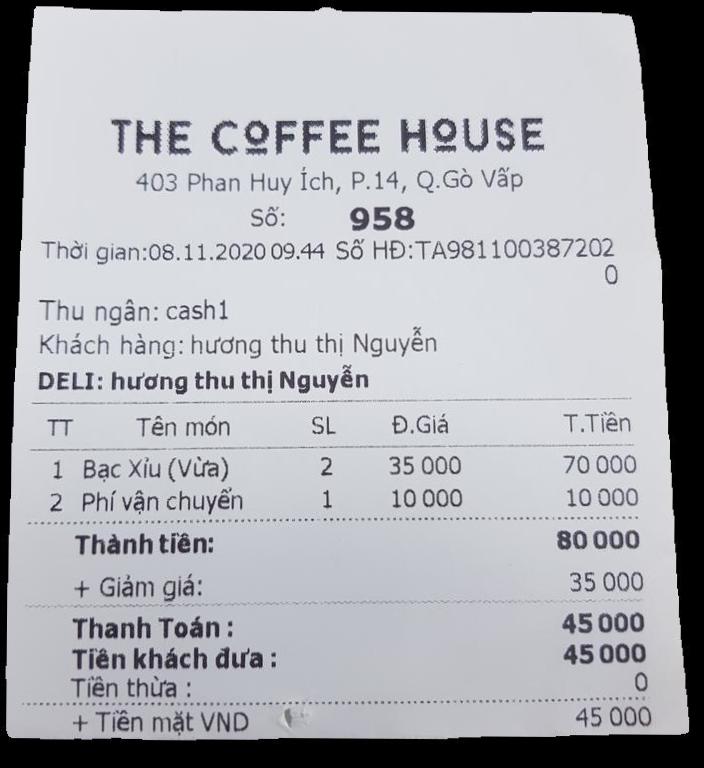 THE COFFEE HOUSE
403 Phan Huy Ích, P.14, Q.Gò Vấp
Số: 958
Thời gian:08.11.2020 09.44 Số HĐ:TA981100387202
0
Thu ngân: cash1
Khách hàng: hương thu thị Nguyễn
DELI: hương thu thị Nguyễn
TT Tên món SL Đ.Giá T.Tiền
1 Bạc Xỉu (Vừa) 2 35 000 70 000
2 Phí vận chuyển 1 10 000 10 000
Thành tiền: 80 000
+ Giảm giá: 35 000
Thanh Toán : 45 000
Tiền khách đưa : 45 000
Tiền thừa : 0
+ Tiền mặt VND 45 000